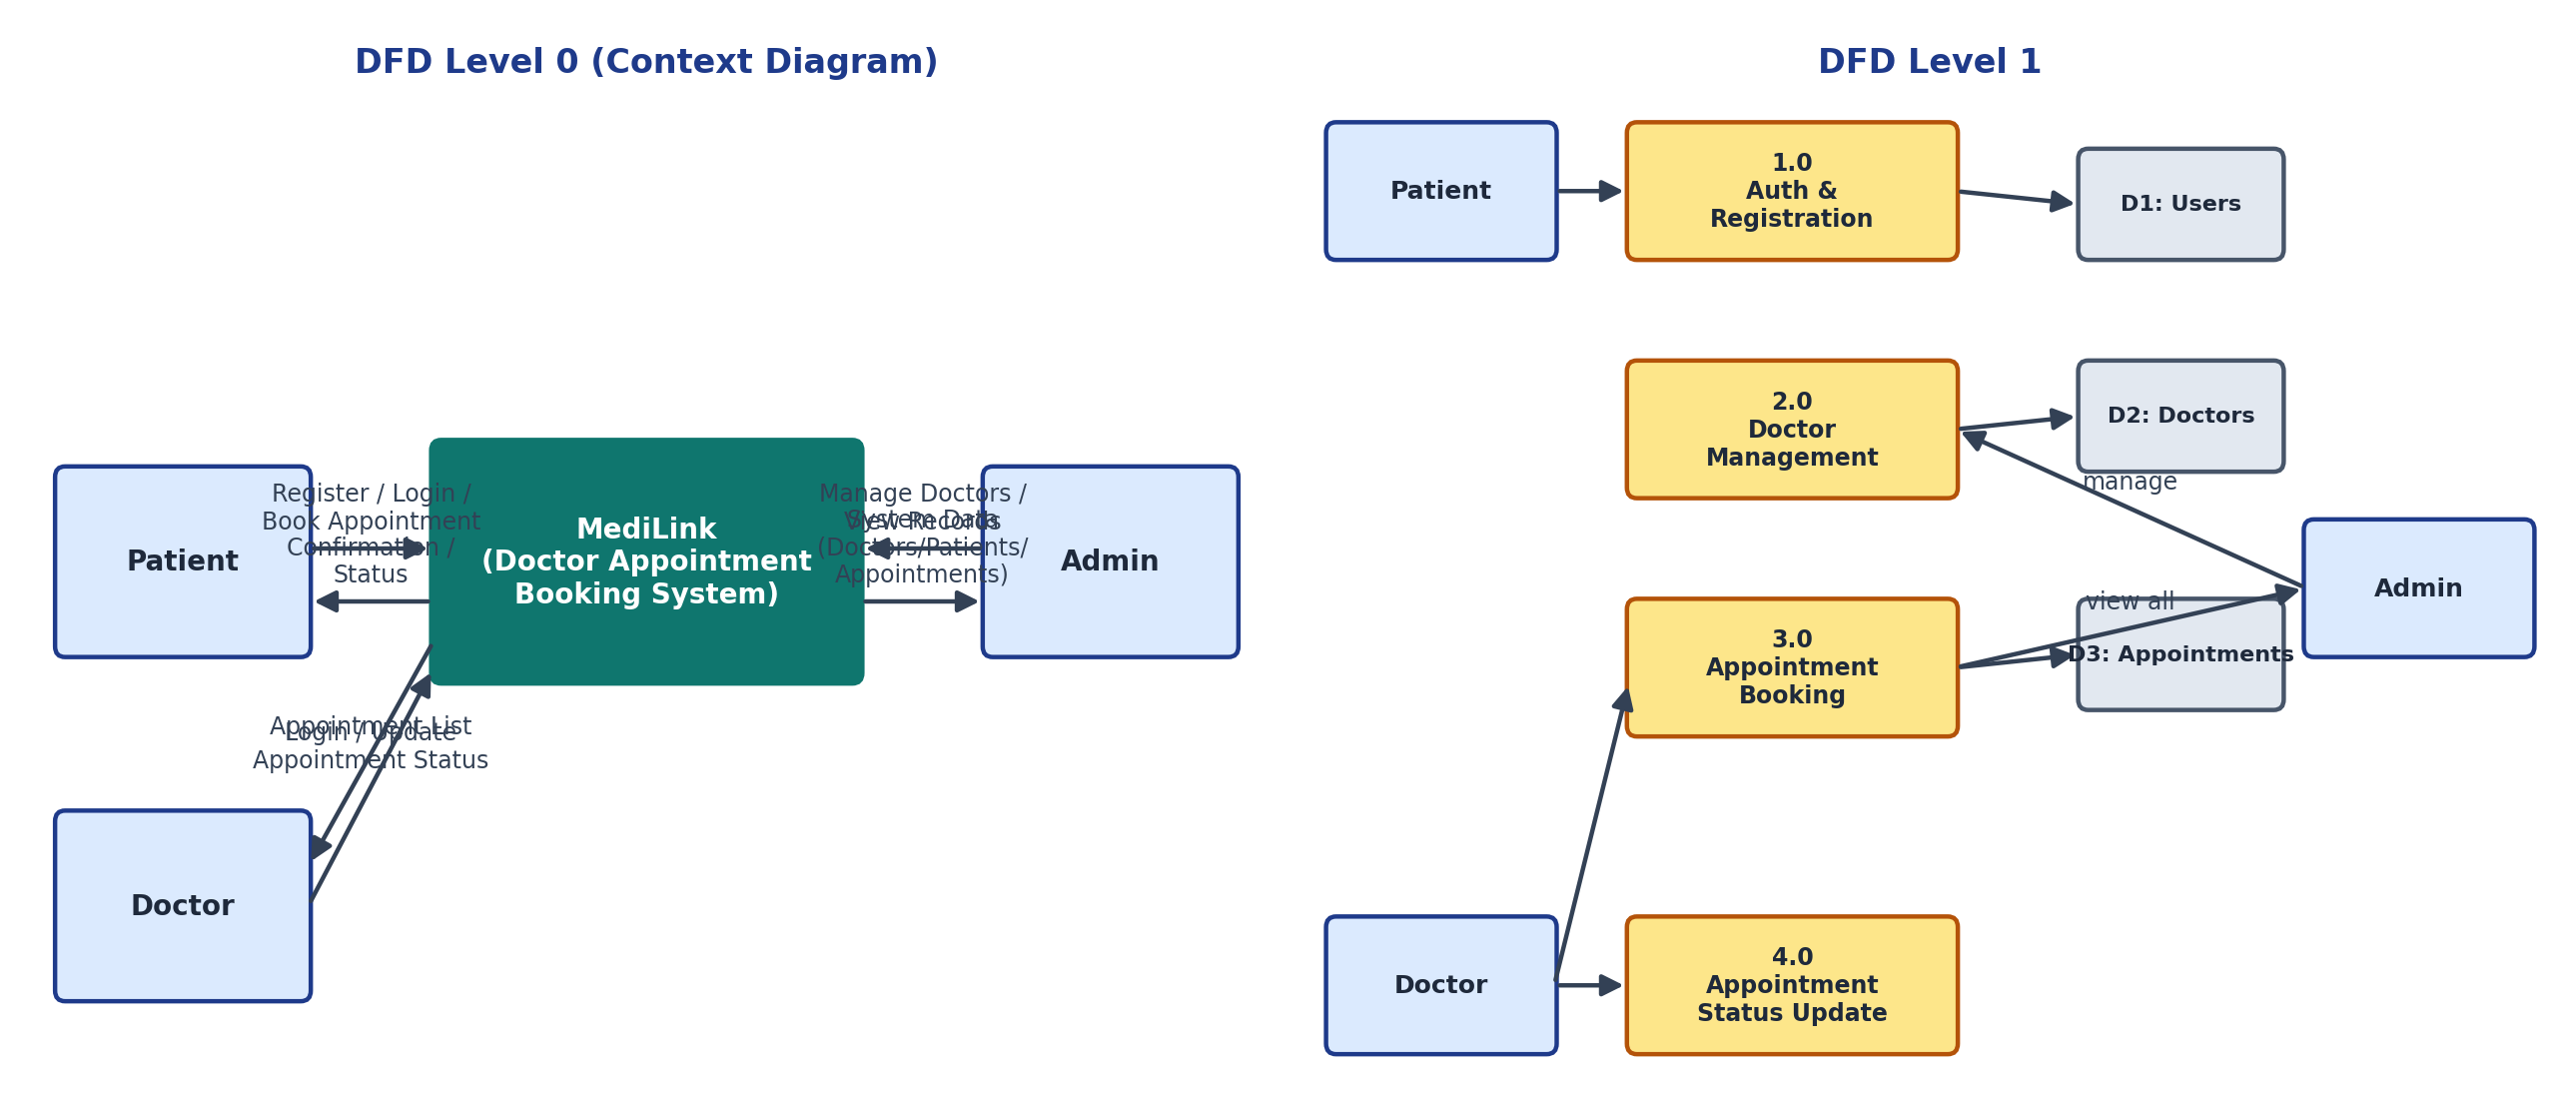 DFD Level 0 (Context Diagram)
Patient
Register / Login /
Book Appointment
Confirmation /
Status
MediLink
(Doctor Appointment
Booking System)
Manage Doctors /
View Records
System Data
(Doctors/Patients/
Appointments)
Admin
Appointment List
Login / Update
Appointment Status
Doctor
DFD Level 1
Patient
1.0
Auth &
Registration
D1: Users
2.0
Doctor
Management
D2: Doctors
manage
Admin
view all
3.0
Appointment
Booking
D3: Appointments
Doctor
4.0
Appointment
Status Update